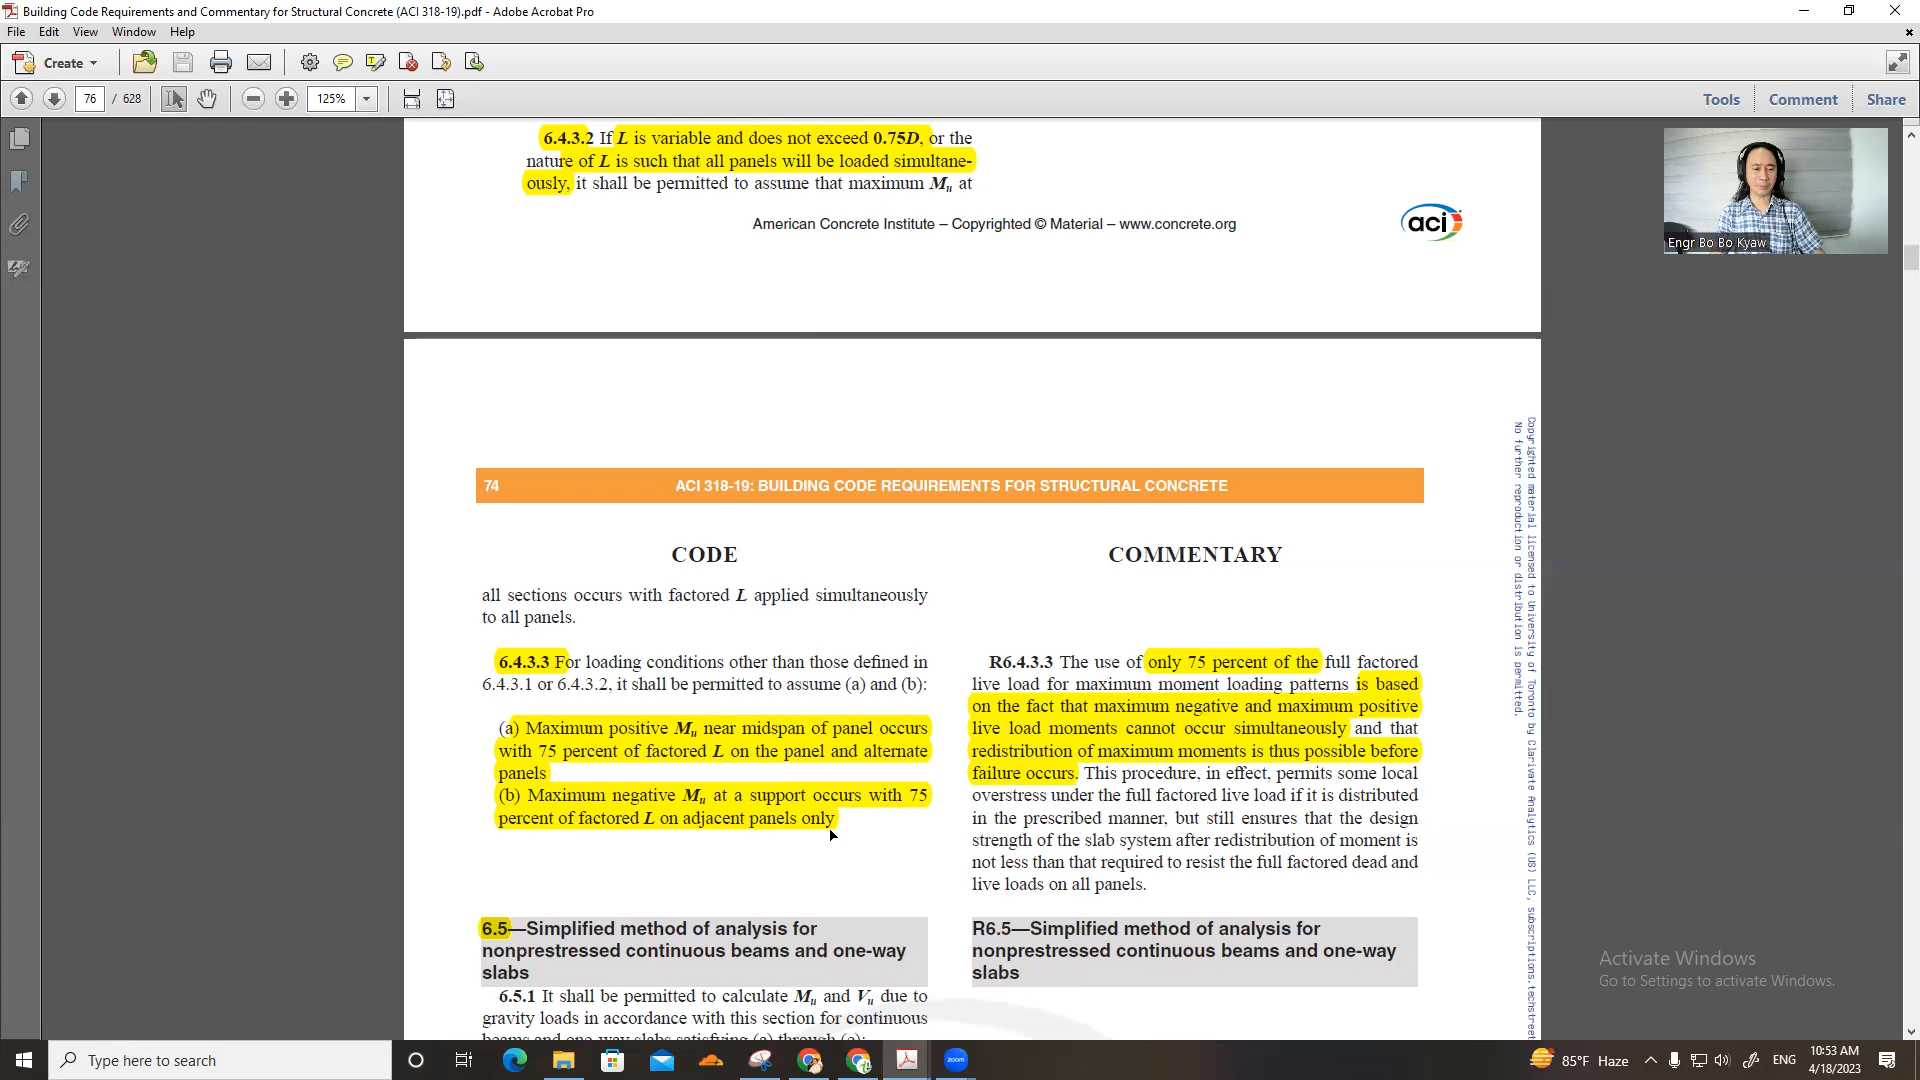 Building Code Requirements and Commentary for Structural Concrete (ACI 318-19).pdf - Adobe Acrobat Pro
File Edit View Window Help
Create
76 / 628 125% Tools Comment Share
6.4.3.2 If L is variable and does not exceed 0.75D, or the
nature of L is such that all panels will be loaded simultane-
ously, it shall be permitted to assume that maximum Mu at
American Concrete Institute – Copyrighted © Material – www.concrete.org
aci
Engr Bo Bo Kyaw
74 ACI 318-19: BUILDING CODE REQUIREMENTS FOR STRUCTURAL CONCRETE
CODE
all sections occurs with factored L applied simultaneously
to all panels.
6.4.3.3 For loading conditions other than those defined in
6.4.3.1 or 6.4.3.2, it shall be permitted to assume (a) and (b):
(a) Maximum positive Mu near midspan of panel occurs
with 75 percent of factored L on the panel and alternate
panels
(b) Maximum negative Mu at a support occurs with 75
percent of factored L on adjacent panels only
6.5—Simplified method of analysis for
nonprestressed continuous beams and one-way
slabs
6.5.1 It shall be permitted to calculate Mu and Vu due to
gravity loads in accordance with this section for continuous
beams and one-way slabs satisfying (a) through (e):
COMMENTARY
R6.4.3.3 The use of only 75 percent of the full factored
live load for maximum moment loading patterns is based
on the fact that maximum negative and maximum positive
live load moments cannot occur simultaneously and that
redistribution of maximum moments is thus possible before
failure occurs. This procedure, in effect, permits some local
overstress under the full factored live load if it is distributed
in the prescribed manner, but still ensures that the design
strength of the slab system after redistribution of moment is
not less than that required to resist the full factored dead and
live loads on all panels.
R6.5—Simplified method of analysis for
nonprestressed continuous beams and one-way
slabs
Copyrighted material licensed to University of Toronto by Clarivate Analytics (US) LLC, subscriptions.techstreet
No further reproduction or distribution is permitted.
Activate Windows
Go to Settings to activate Windows.
Type here to search
zoom
85°F Haze
ENG
10:53 AM
4/18/2023